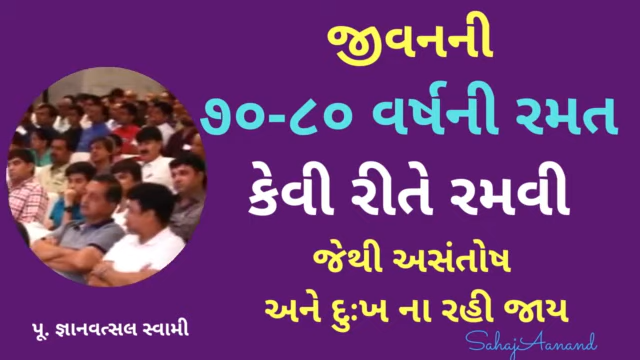 જીવનની
૭૦-૮૦ વર્ષની રમત
કેવી રીતે રમવી
જેથી અસંતોષ
અને દુઃખ ના રહી જાય
પૂ. જ્ઞાનવત્સલ સ્વામી
SahajAanand